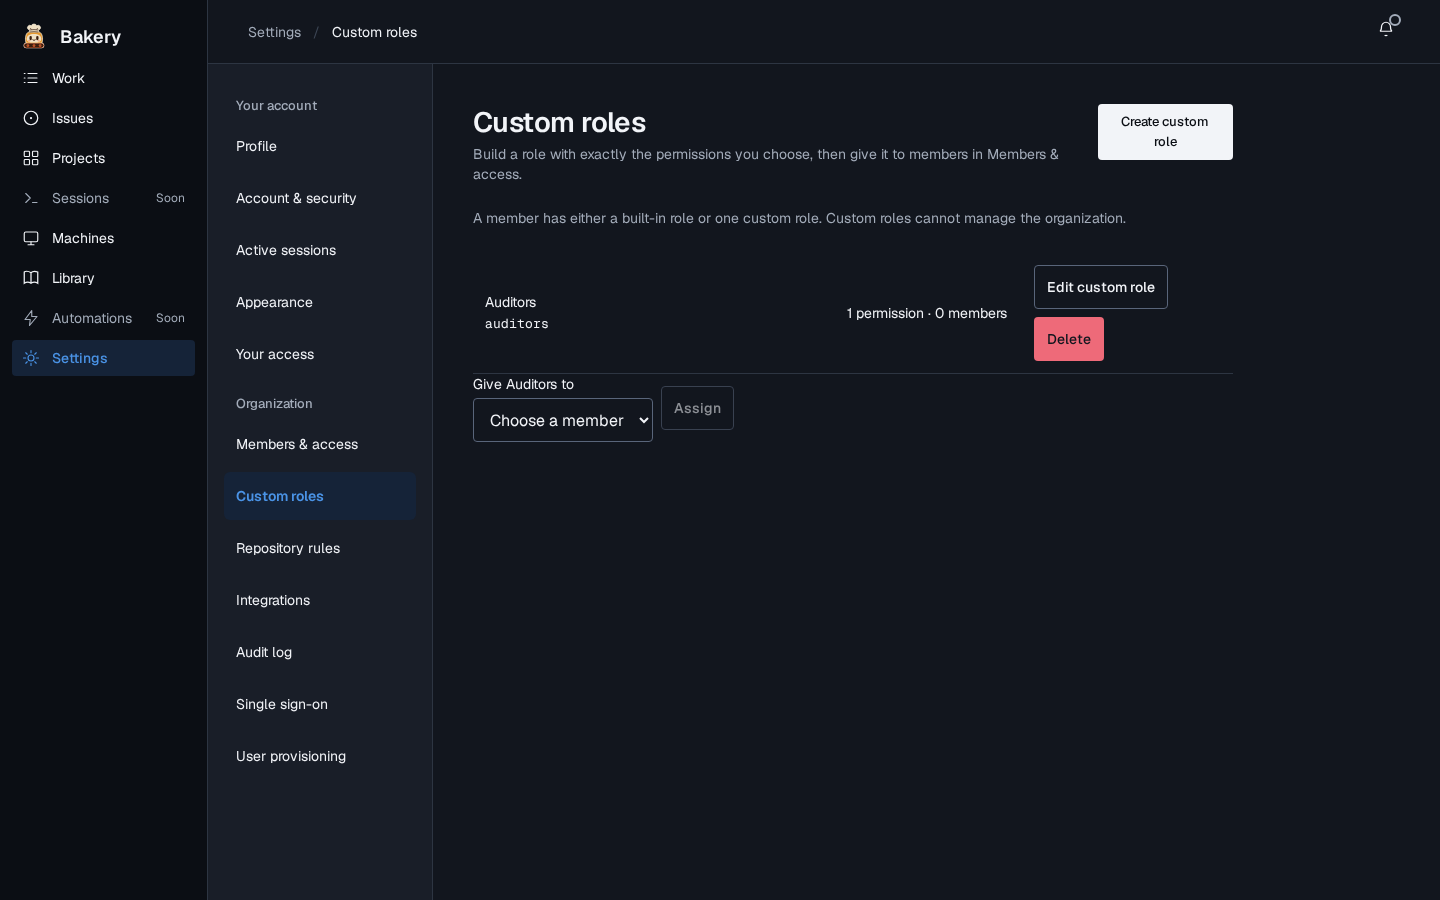 Bakery
Work
Issues
Projects
Sessions Soon
Machines
Library
Automations Soon
Settings
Settings / Custom roles
Your account
Profile
Account & security
Active sessions
Appearance
Your access
Organization
Members & access
Custom roles
Repository rules
Integrations
Audit log
Single sign-on
User provisioning
Custom roles
Build a role with exactly the permissions you choose, then give it to members in Members &
access.
Create custom
role
A member has either a built-in role or one custom role. Custom roles cannot manage the organization.
Auditors
auditors
1 permission · 0 members
Edit custom role
Delete
Give Auditors to
Choose a member
Assign